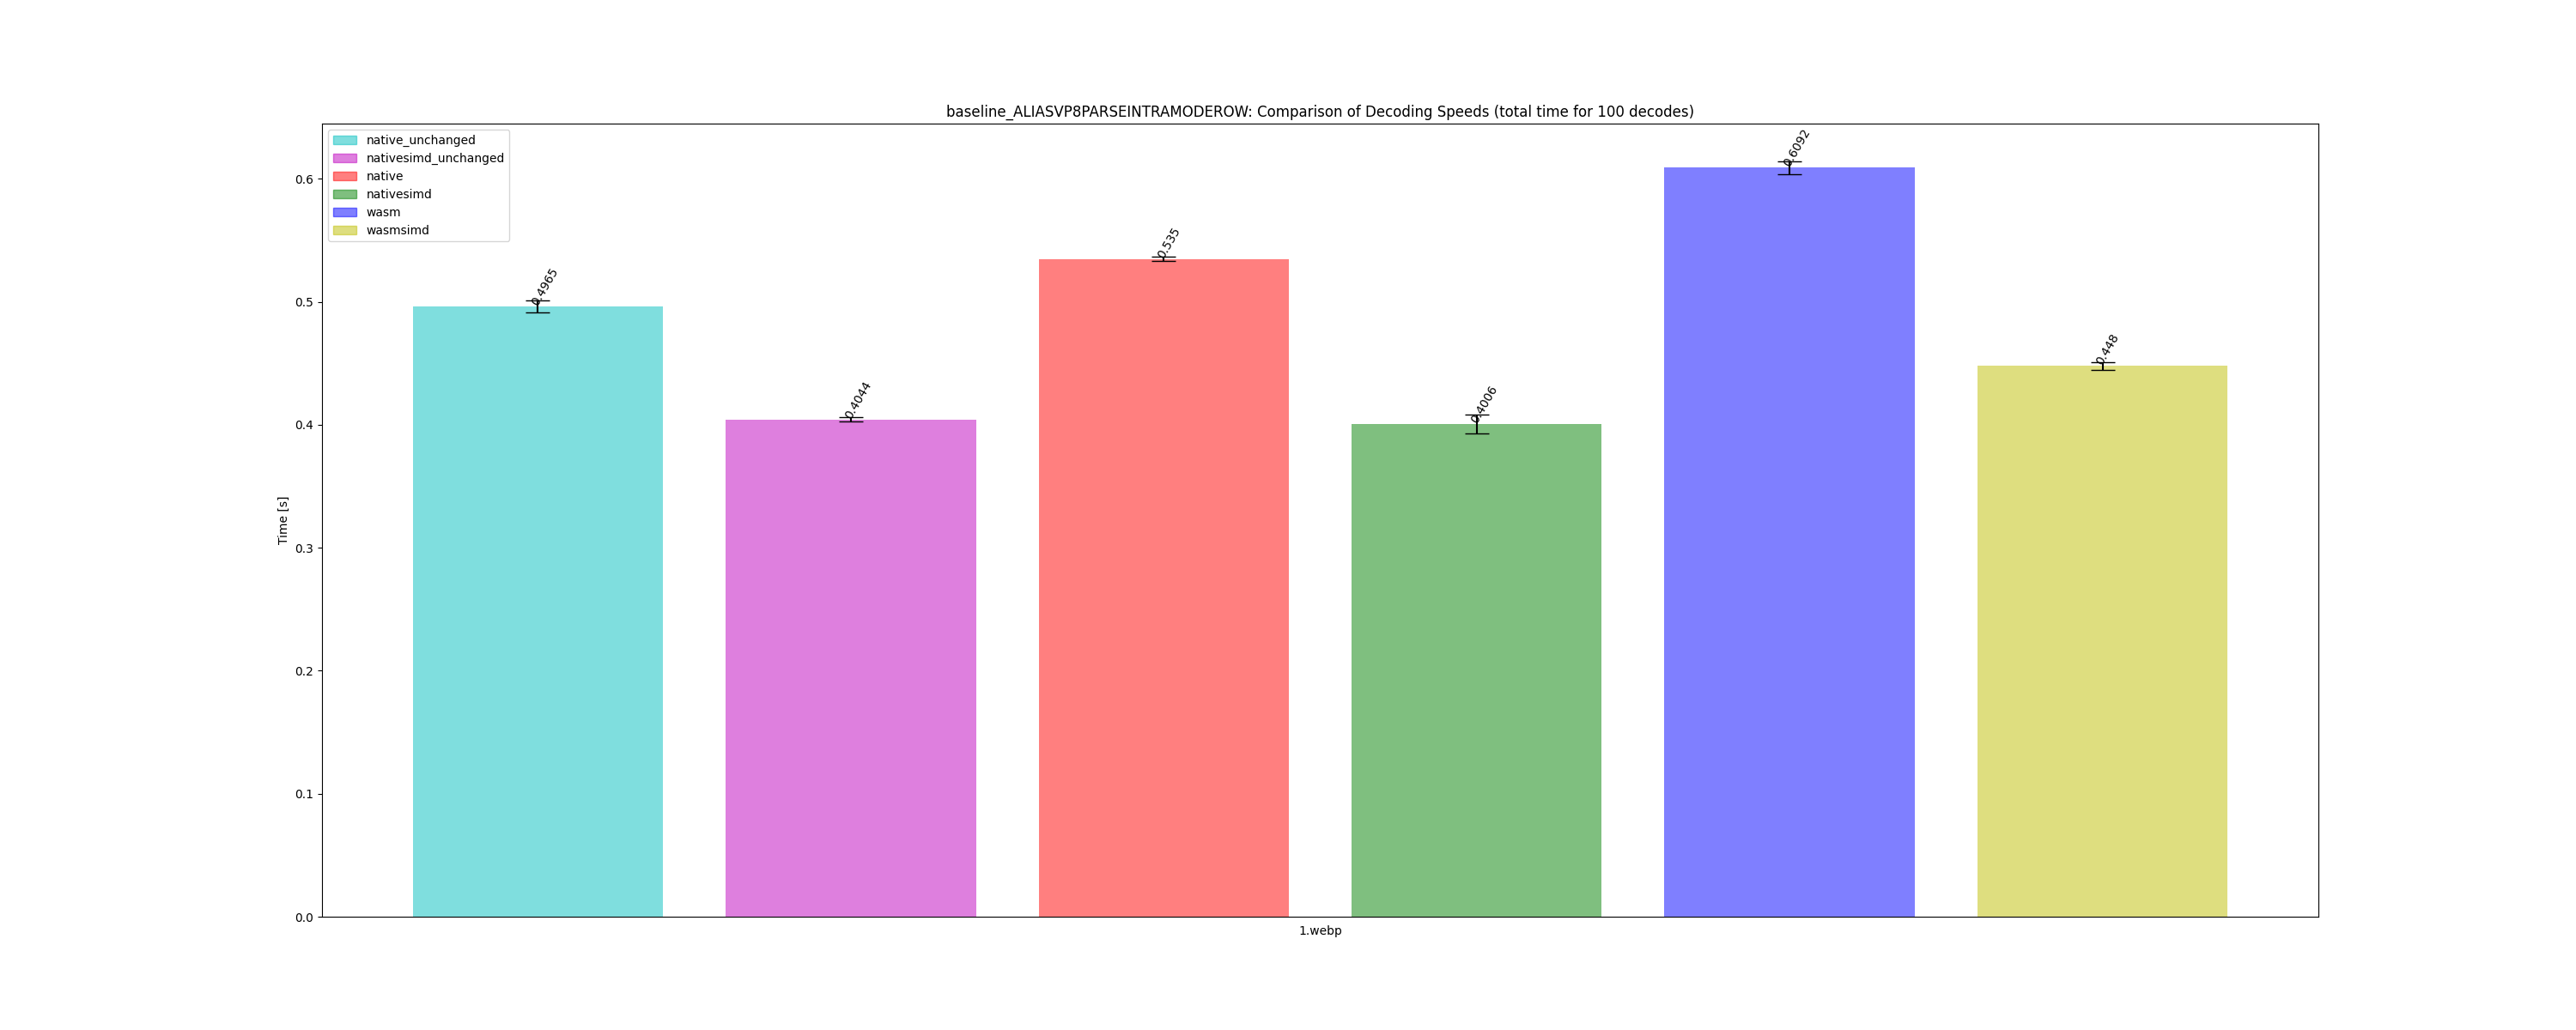 baseline_ALIASVP8PARSEINTRAMODEROW: Comparison of Decoding Speeds (total time for 100 decodes)
native_unchanged
nativesimd_unchanged
native
nativesimd
wasm
wasmsimd
0.6
0.5
0.4
0.3
0.2
0.1
0.0
Time [s]
0.4965
0.4044
0.535
0.4006
0.6092
0.448
1.webp